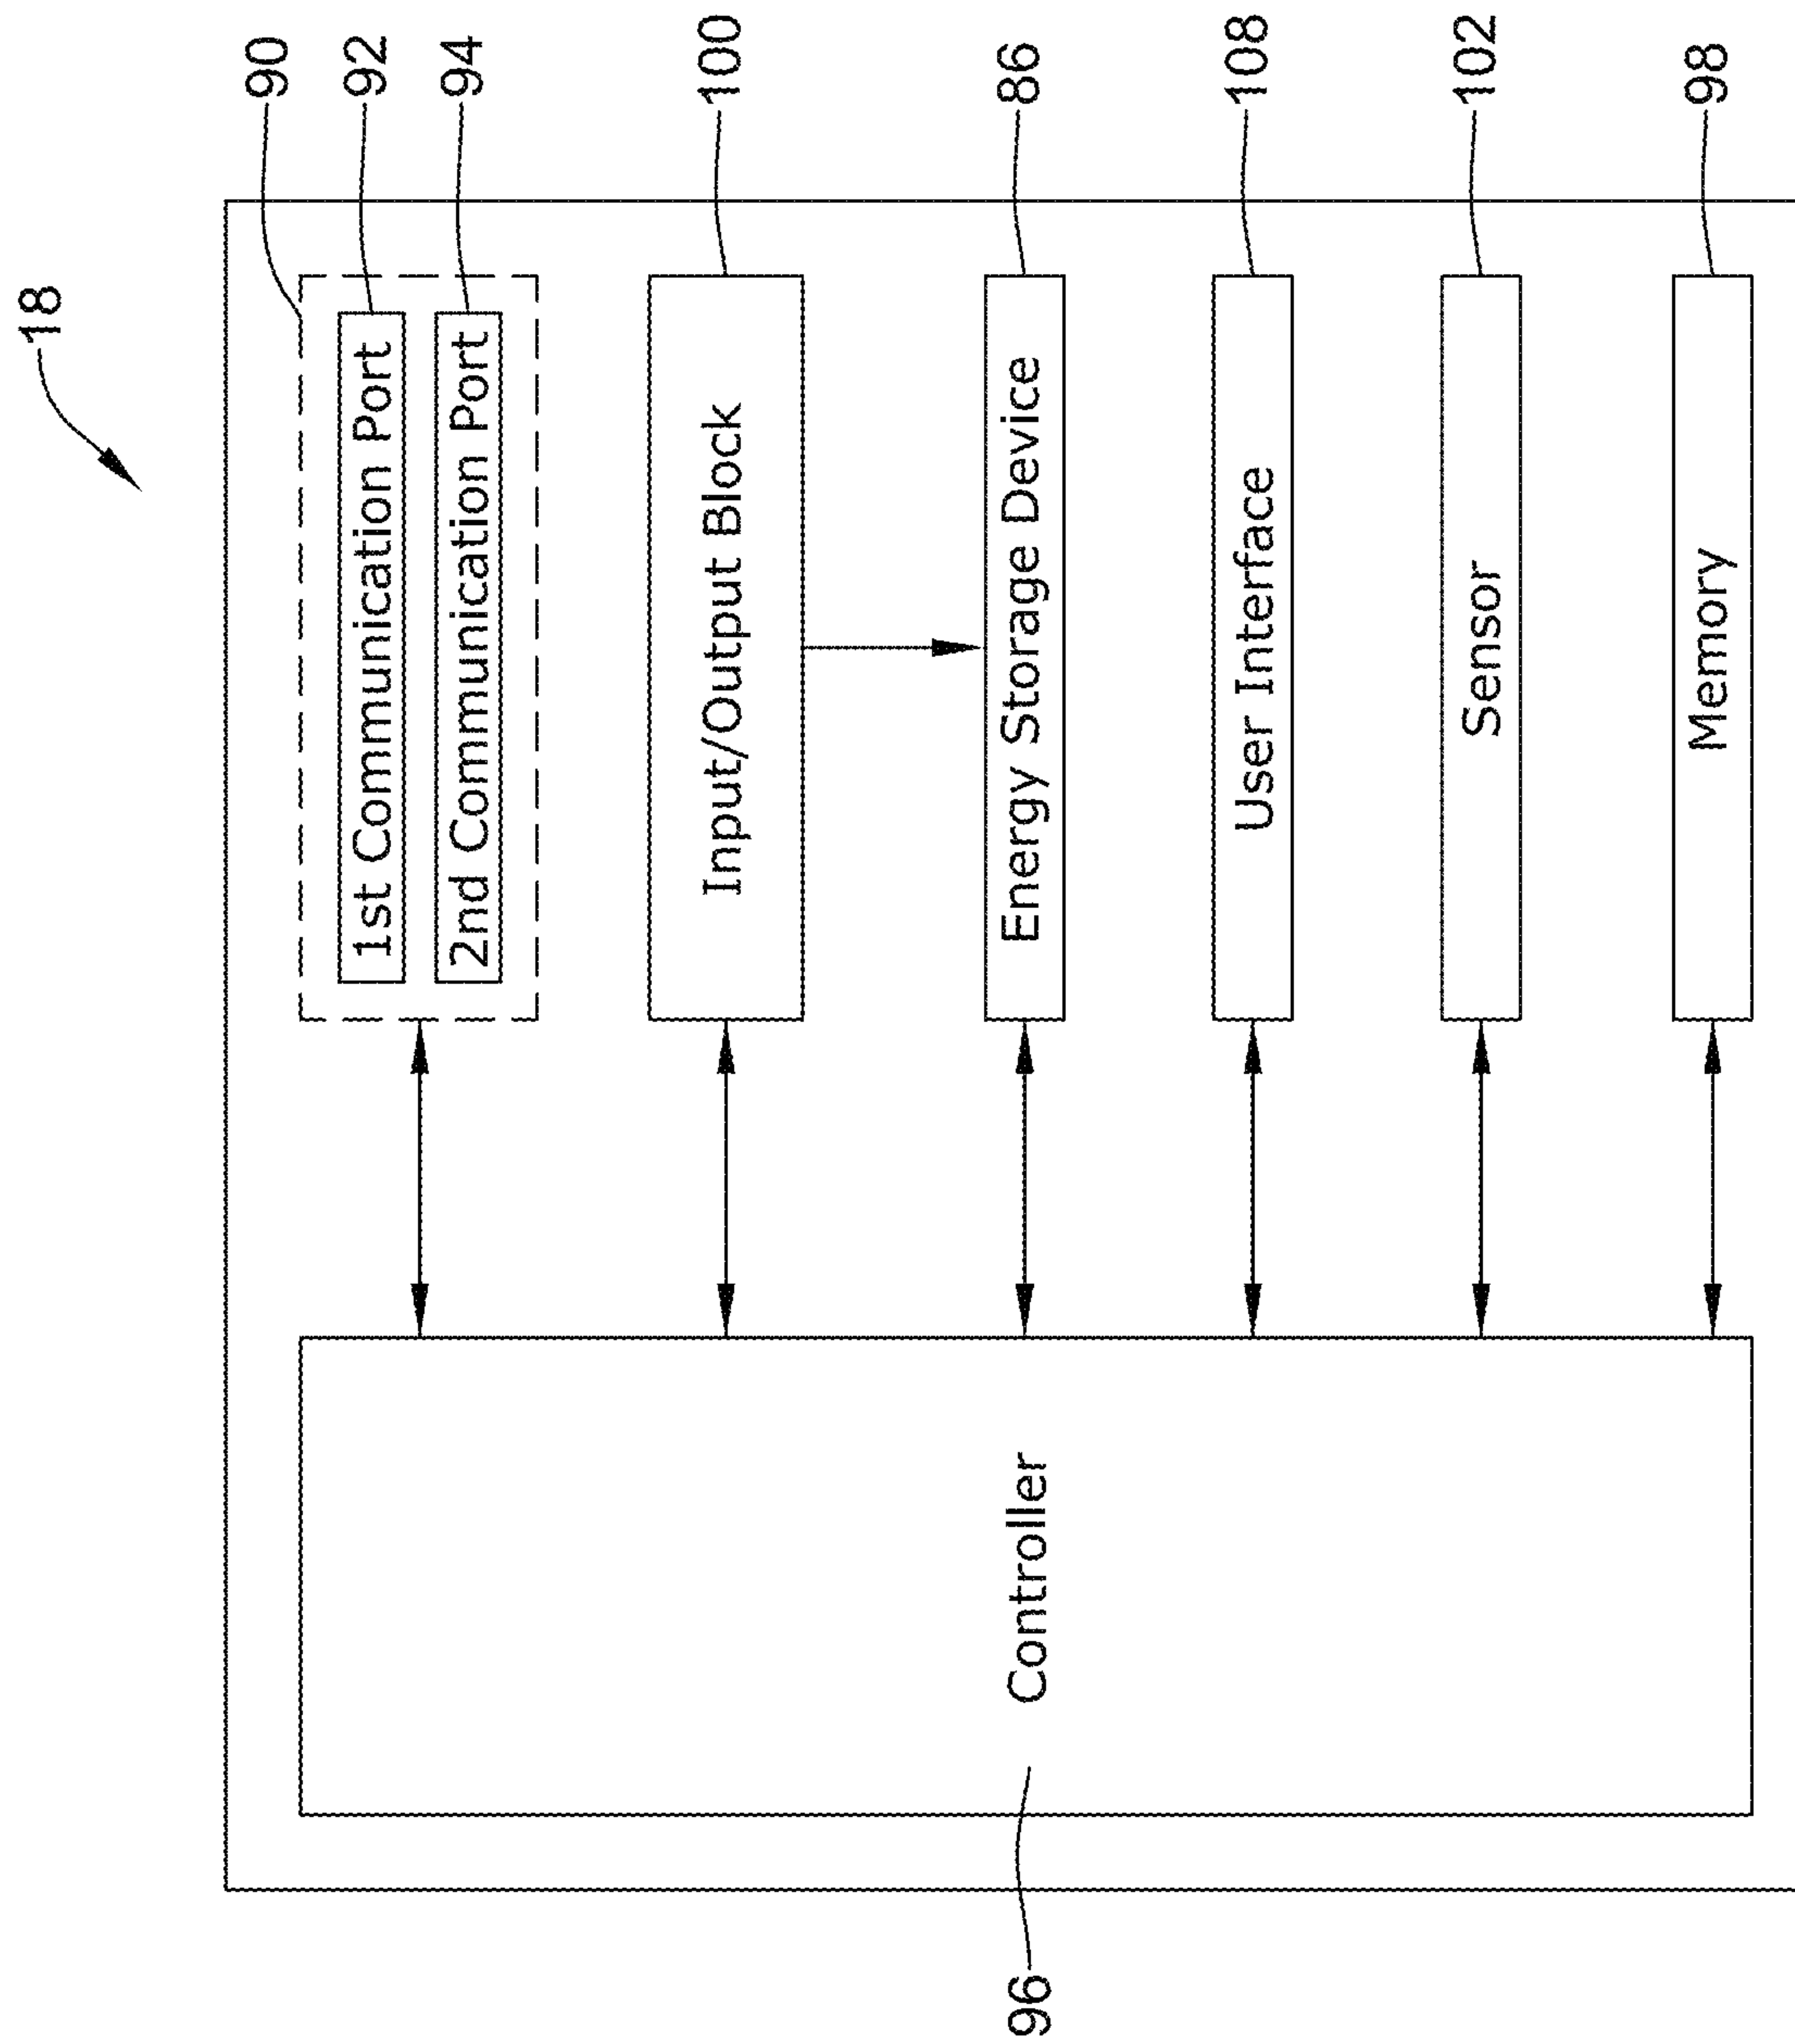 18
90
1st Communication Port
92
2nd Communication Port
94
Input/Output Block
100
Energy Storage Device
86
User Interface
108
Sensor
102
Memory
98
Controller
96